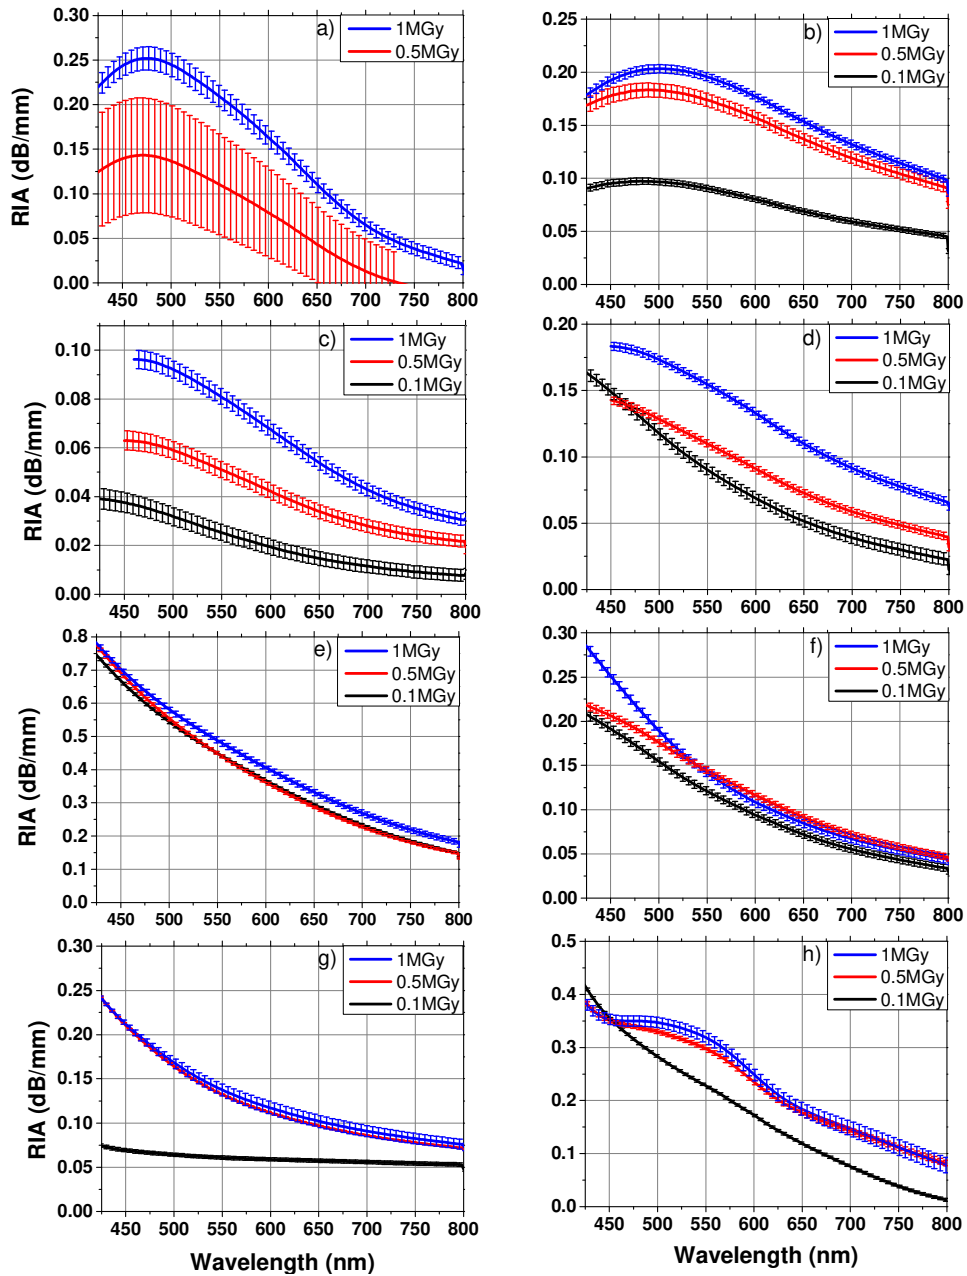 a)
1MGy
0.5MGy
RIA (dB/mm)
0.30
0.25
0.20
0.15
0.10
0.05
0.00
450 500 550 600 650 700 750 800
b)
1MGy
0.5MGy
0.1MGy
0.25
0.20
0.15
0.10
0.05
0.00
450 500 550 600 650 700 750 800
c)
1MGy
0.5MGy
0.1MGy
RIA (dB/mm)
0.10
0.08
0.06
0.04
0.02
0.00
450 500 550 600 650 700 750 800
d)
1MGy
0.5MGy
0.1MGy
0.20
0.15
0.10
0.05
0.00
450 500 550 600 650 700 750 800
e)
1MGy
0.5MGy
0.1MGy
RIA (dB/mm)
0.8
0.7
0.6
0.5
0.4
0.3
0.2
0.1
0.0
450 500 550 600 650 700 750 800
f)
1MGy
0.5MGy
0.1MGy
0.30
0.25
0.20
0.15
0.10
0.05
0.00
450 500 550 600 650 700 750 800
g)
1MGy
0.5MGy
0.1MGy
RIA (dB/mm)
0.30
0.25
0.20
0.15
0.10
0.05
0.00
450 500 550 600 650 700 750 800
Wavelength (nm)
h)
1MGy
0.5MGy
0.1MGy
0.5
0.4
0.3
0.2
0.1
0.0
450 500 550 600 650 700 750 800
Wavelength (nm)